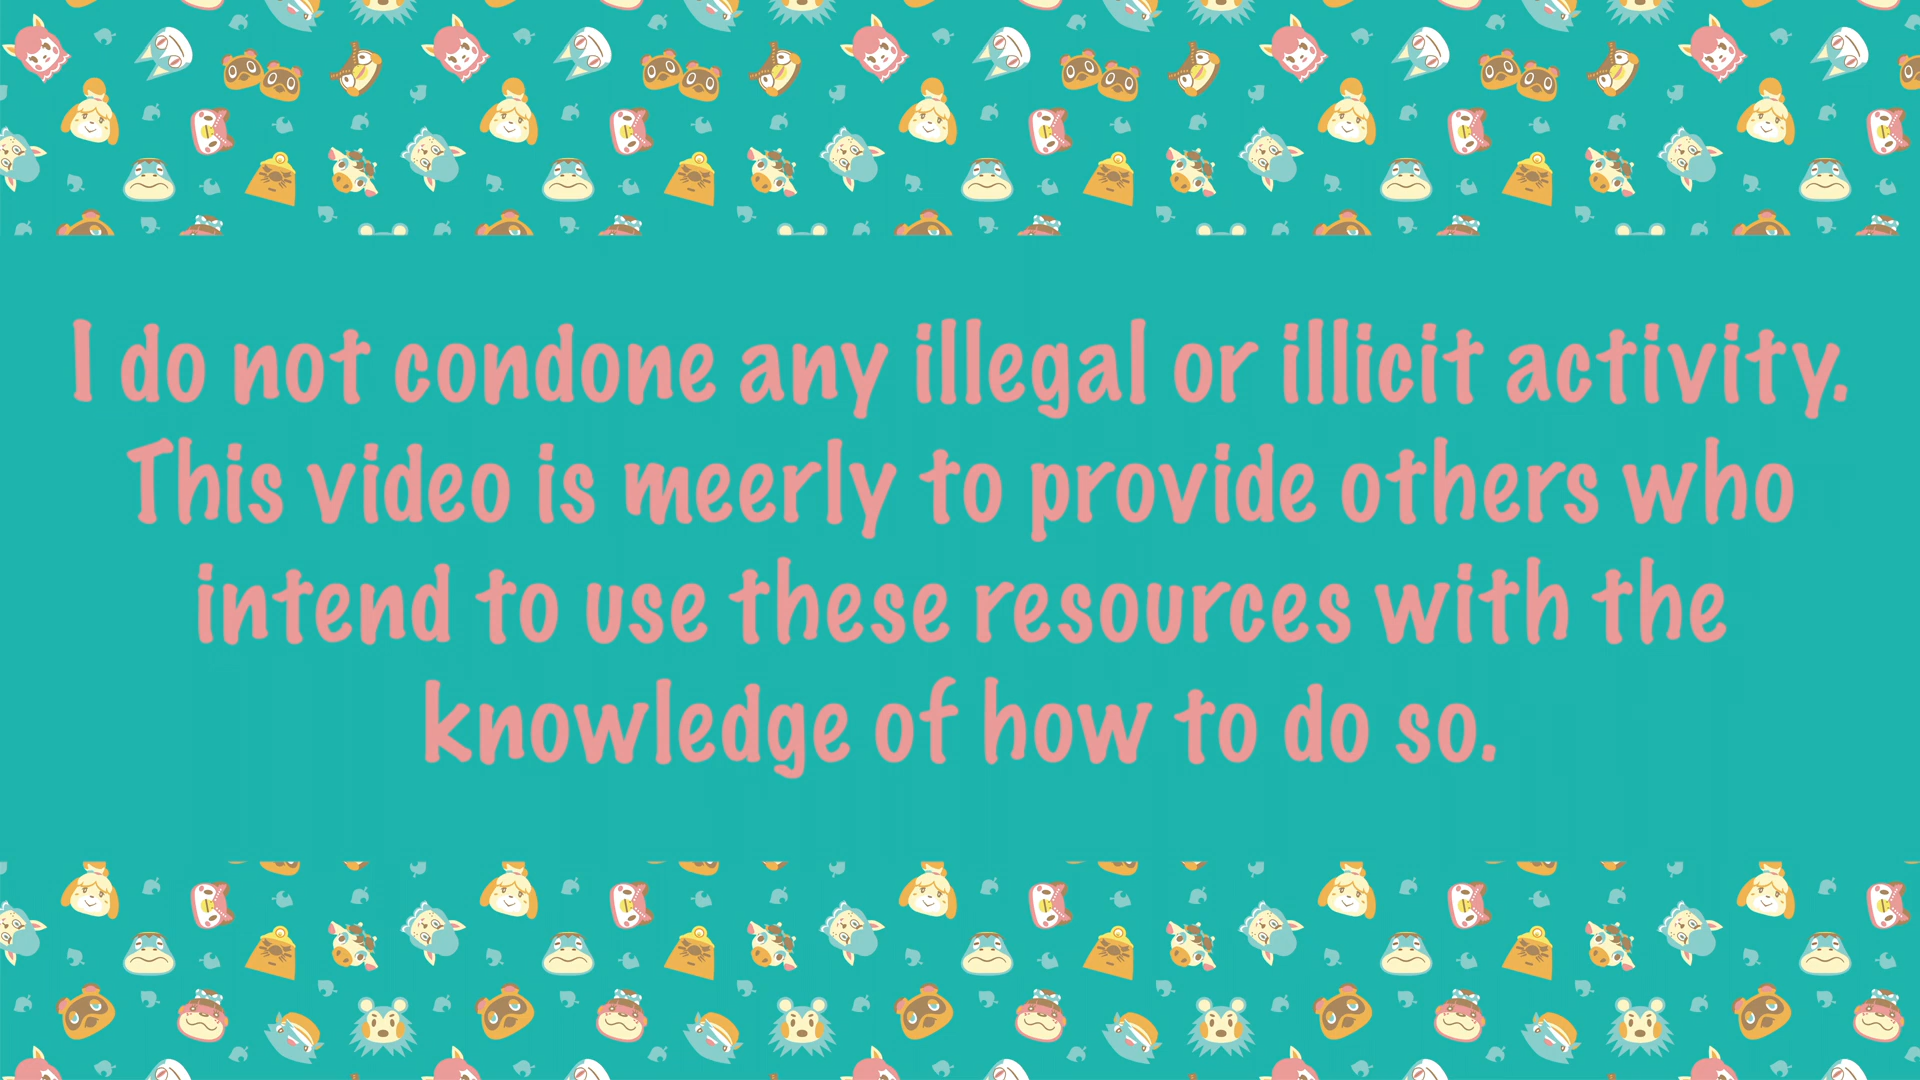 I do not condone any illegal or illicit activity.
This video is meerly to provide others who
intend to use these resources with the
knowledge of how to do so.